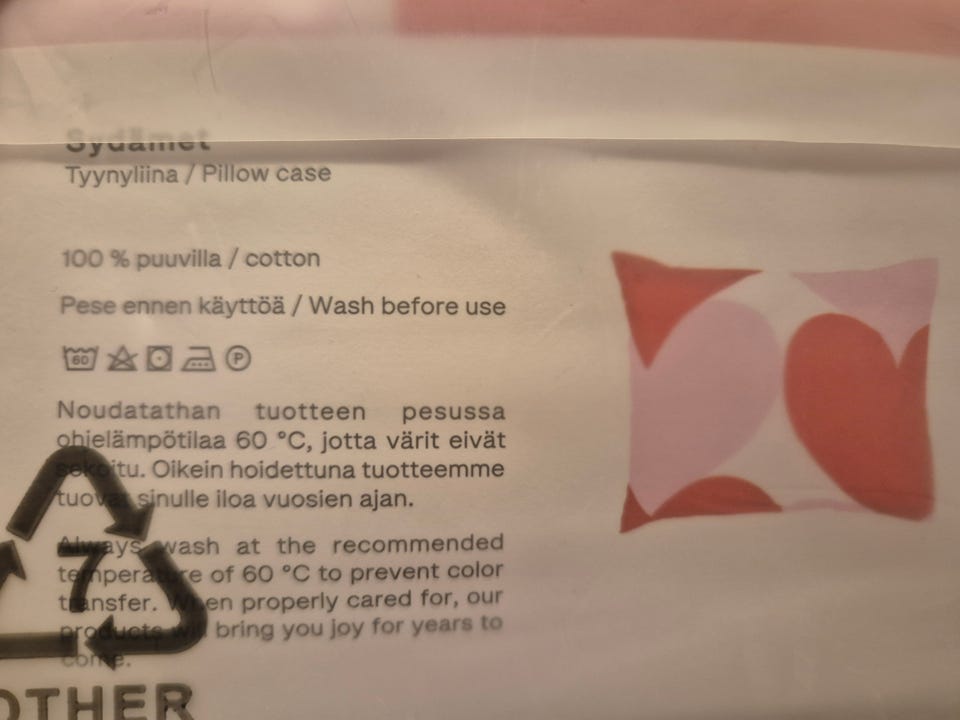 Sydämet
Tyynyliina / Pillow case
100 % puuvilla / cotton
Pese ennen käyttöä / Wash before use
60 P
Noudatathan tuotteen pesussa
ohjelämpötilaa 60 °C, jotta värit eivät
sekoitu. Oikein hoidettuna tuotteemme
tuovat sinulle iloa vuosien ajan.
Always wash at the recommended
temperature of 60 °C to prevent color
transfer. When properly cared for, our
products will bring you joy for years to
come.
7
OTHER